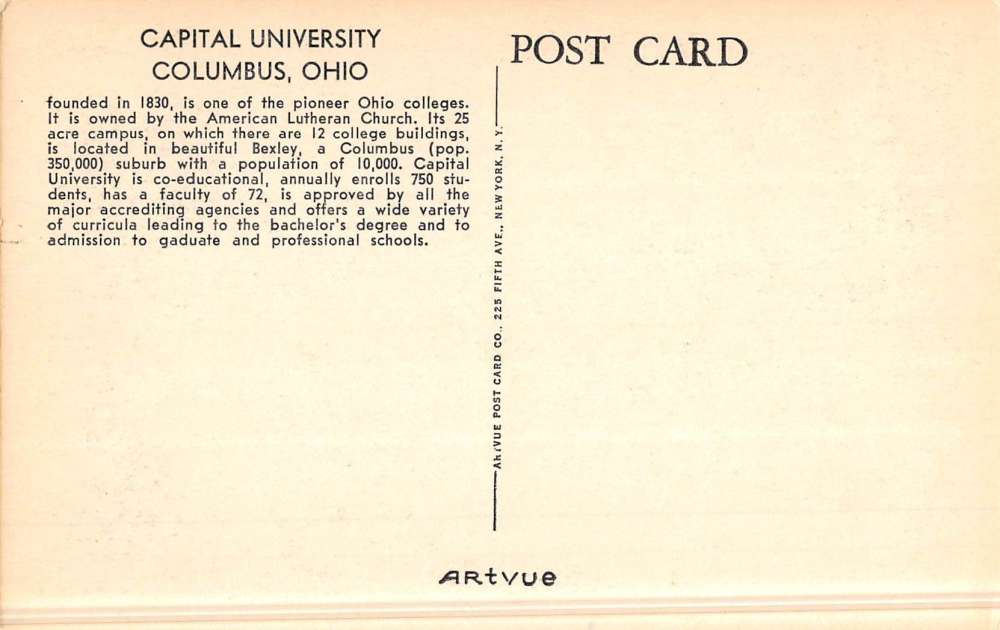 CAPITAL UNIVERSITY
COLUMBUS, OHIO
founded in 1830, is one of the pioneer Ohio colleges.
It is owned by the American Lutheran Church. Its 25
acre campus, on which there are 12 college buildings,
is located in beautiful Bexley, a Columbus (pop.
350,000) suburb with a population of 10,000. Capital
University is co-educational, annually enrolls 750 stu-
dents, has a faculty of 72, is approved by all the
major accrediting agencies and offers a wide variety
of curricula leading to the bachelor's degree and to
admission to gaduate and professional schools.
POST CARD
ARTVUE POST CARD CO., 225 FIFTH AVE., NEW YORK, N. Y.
ARtVUe